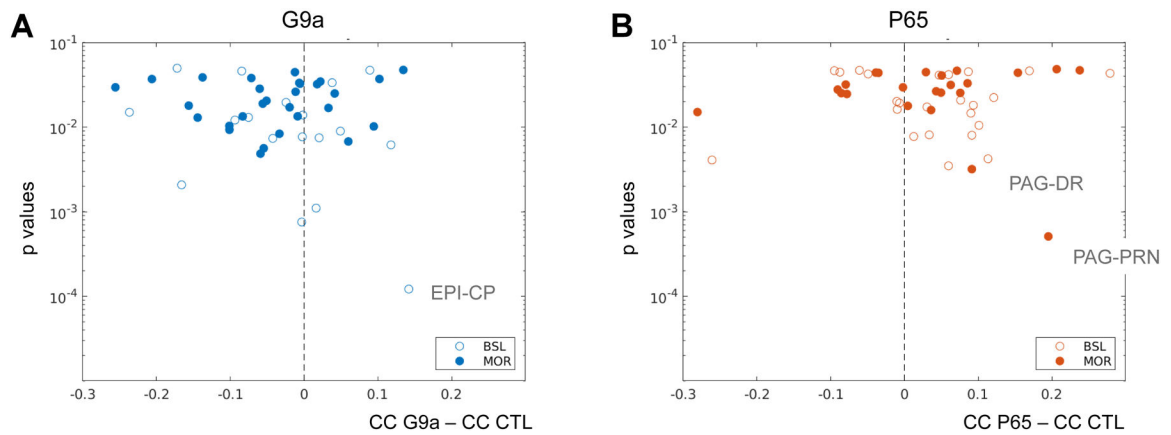 A
G9a
p values
10-1
10-2
10-3
10-4
EPI-CP
BSL
MOR
-0.3
-0.2
-0.1
0
0.1
0.2
CC G9a – CC CTL
B
P65
p values
10-1
10-2
10-3
10-4
PAG-DR
PAG-PRN
BSL
MOR
-0.3
-0.2
-0.1
0
0.1
0.2
CC P65 – CC CTL